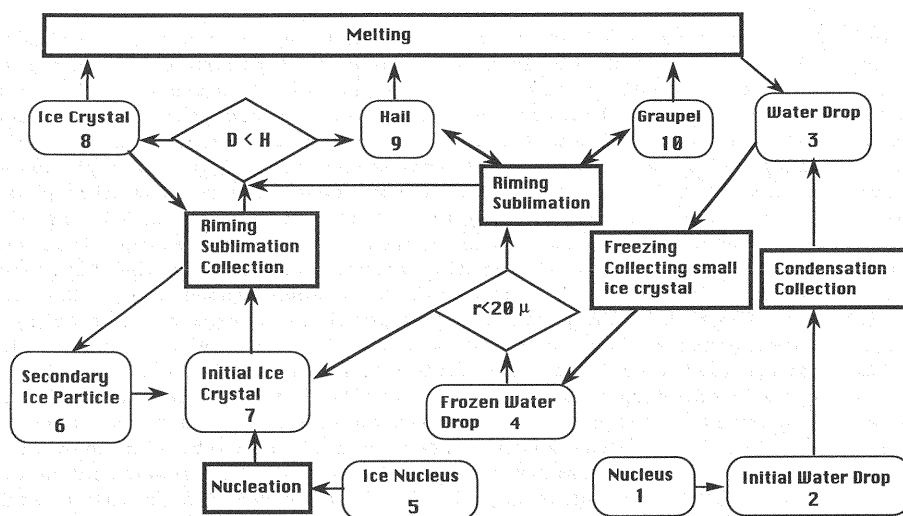 Melting
Ice Crystal
8
D < H
Hail
9
Graupel
10
Water Drop
3
Riming
Sublimation
Collection
Riming
Sublimation
Freezing
Collecting small
ice crystal
Condensation
Collection
r<20 μ
Secondary
Ice Particle
6
Initial Ice
Crystal
7
Frozen Water
Drop 4
Nucleation
Ice Nucleus
5
Nucleus
1
Initial Water Drop
2